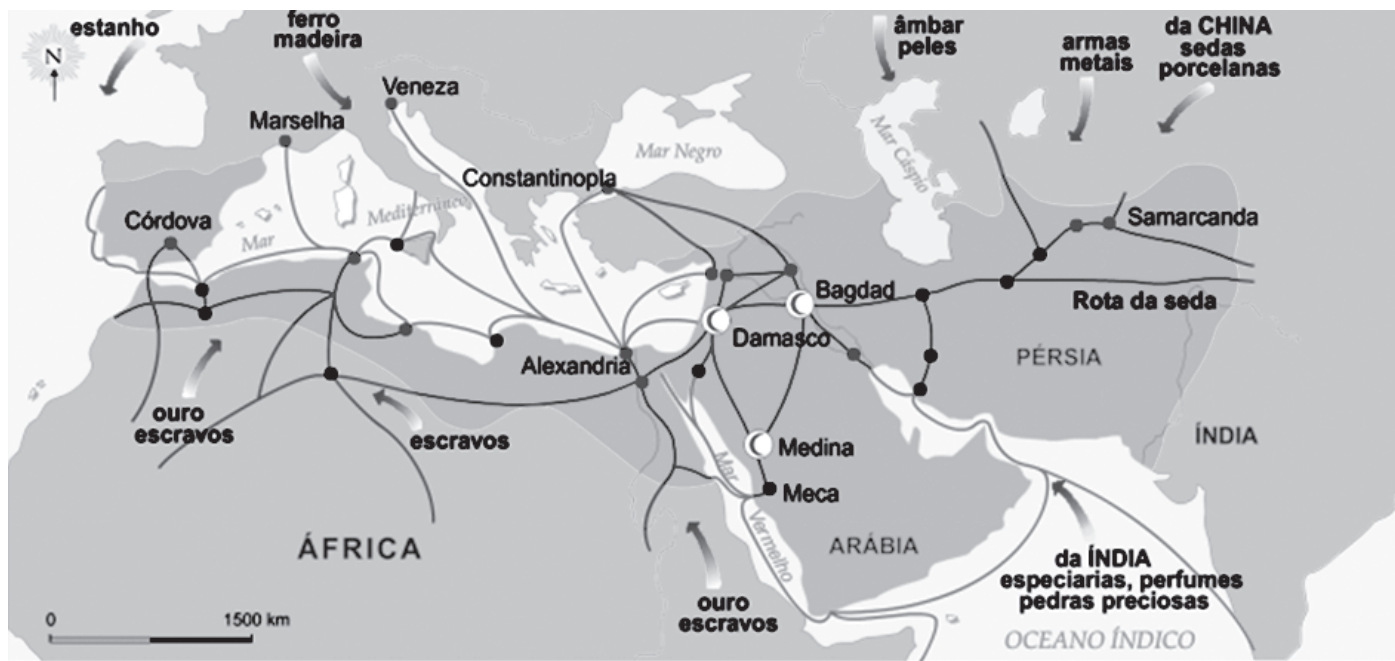 estanho
ferro
madeira
âmbar
peles
armas
metais
da CHINA
sedas
porcelanas
N
Veneza
Marselha
Mar Negro
Mar Cáspio
Constantinopla
Córdova
Mar
Mediterrâneo
Samarcanda
Bagdad
Rota da seda
Damasco
Alexandria
PÉRSIA
ouro
escravos
escravos
Medina
ÍNDIA
Mar
Vermelho
Meca
ÁFRICA
ARÁBIA
da ÍNDIA
especiarias, perfumes
pedras preciosas
ouro
escravos
0 1500 km
OCEANO ÍNDICO